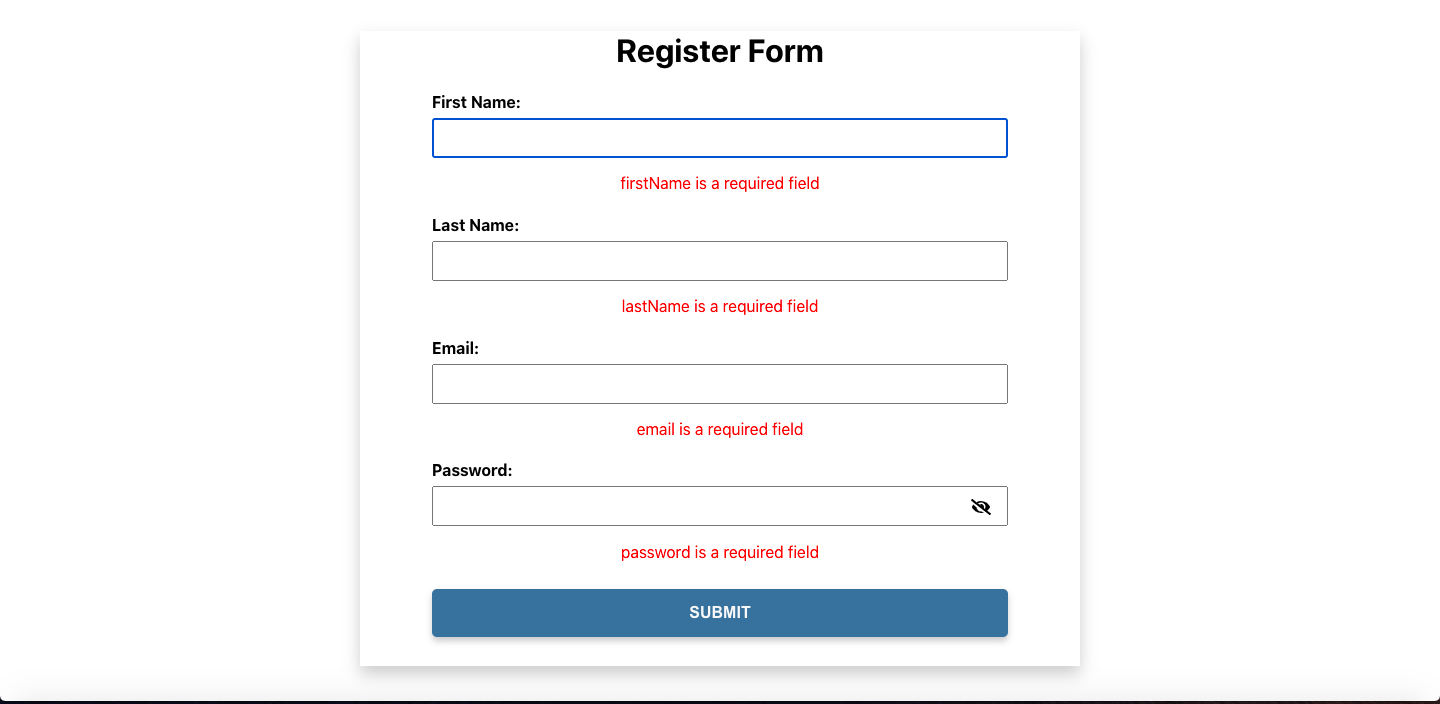 Register Form
First Name:
firstName is a required field
Last Name:
lastName is a required field
Email:
email is a required field
Password:
password is a required field
SUBMIT